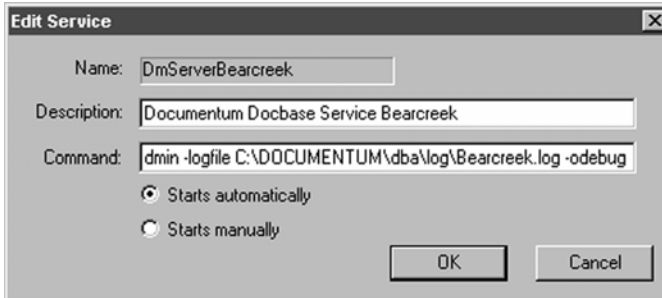 Edit Service
Name: DmServerBearcreek
Description: Documentum Docbase Service Bearcreek
Command: dmin -logfile C:\DOCUMENTUM\dba\log\Bearcreek.log -odebug
Starts automatically
Starts manually
OK Cancel